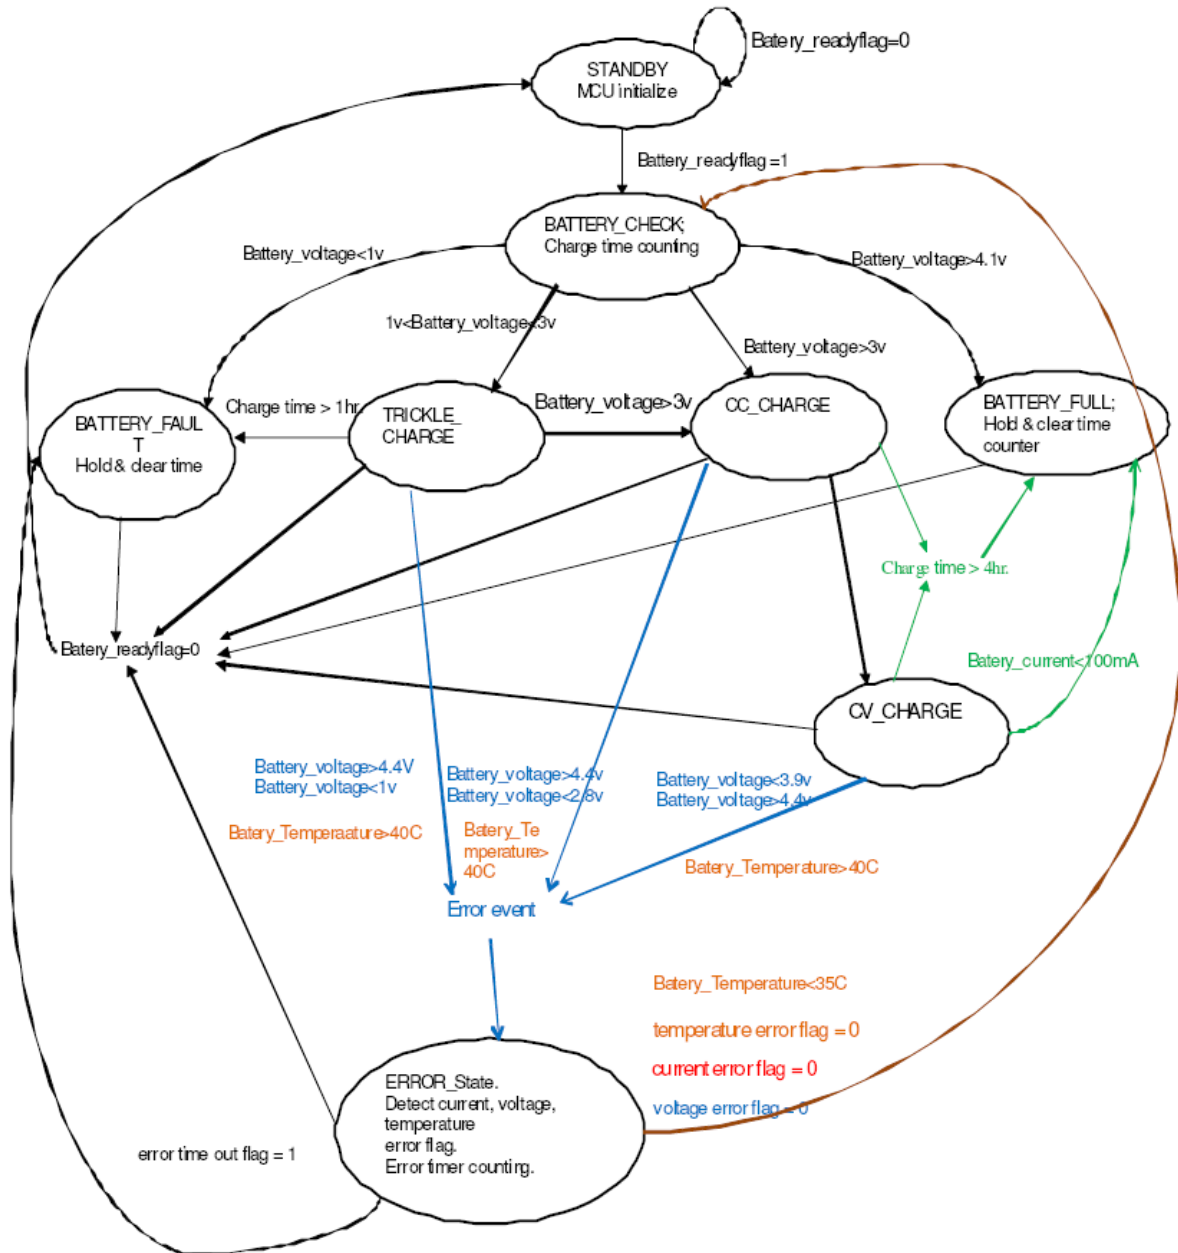 Batery_readyflag=0
STANDBY
MCU initialize
Battery_readyflag =1
BATTERY_CHECK;
Charge time counting
Battery_voltage<1v
Battery_voltage>4.1v
1v<Battery_voltage<3v
Battery_voltage>3v
BATTERY_FAUL
T
Hold & clear time
Charge time > 1hr.
TRICKLE_
CHARGE
Battery_voltage>3v
CC_CHARGE
BATTERY_FULL;
Hold & clear time
counter
Charge time > 4hr.
Batery_readyflag=0
Batery_current<100mA
CV_CHARGE
Battery_voltage>4.4V
Battery_voltage<1v
Batery_Temperaature>40C
Battery_voltage>4.4v
Battery_voltage<2.8v
Batery_Te
mperature>
40C
Battery_voltage<3.9v
Battery_voltage>4.4v
Batery_Temperature>40C
Error event
Batery_Temperature<35C
temperature error flag = 0
current error flag = 0
voltage error flag = 0
ERROR_State.
Detect current, voltage,
temperature
error flag.
Error timer counting.
error time out flag = 1